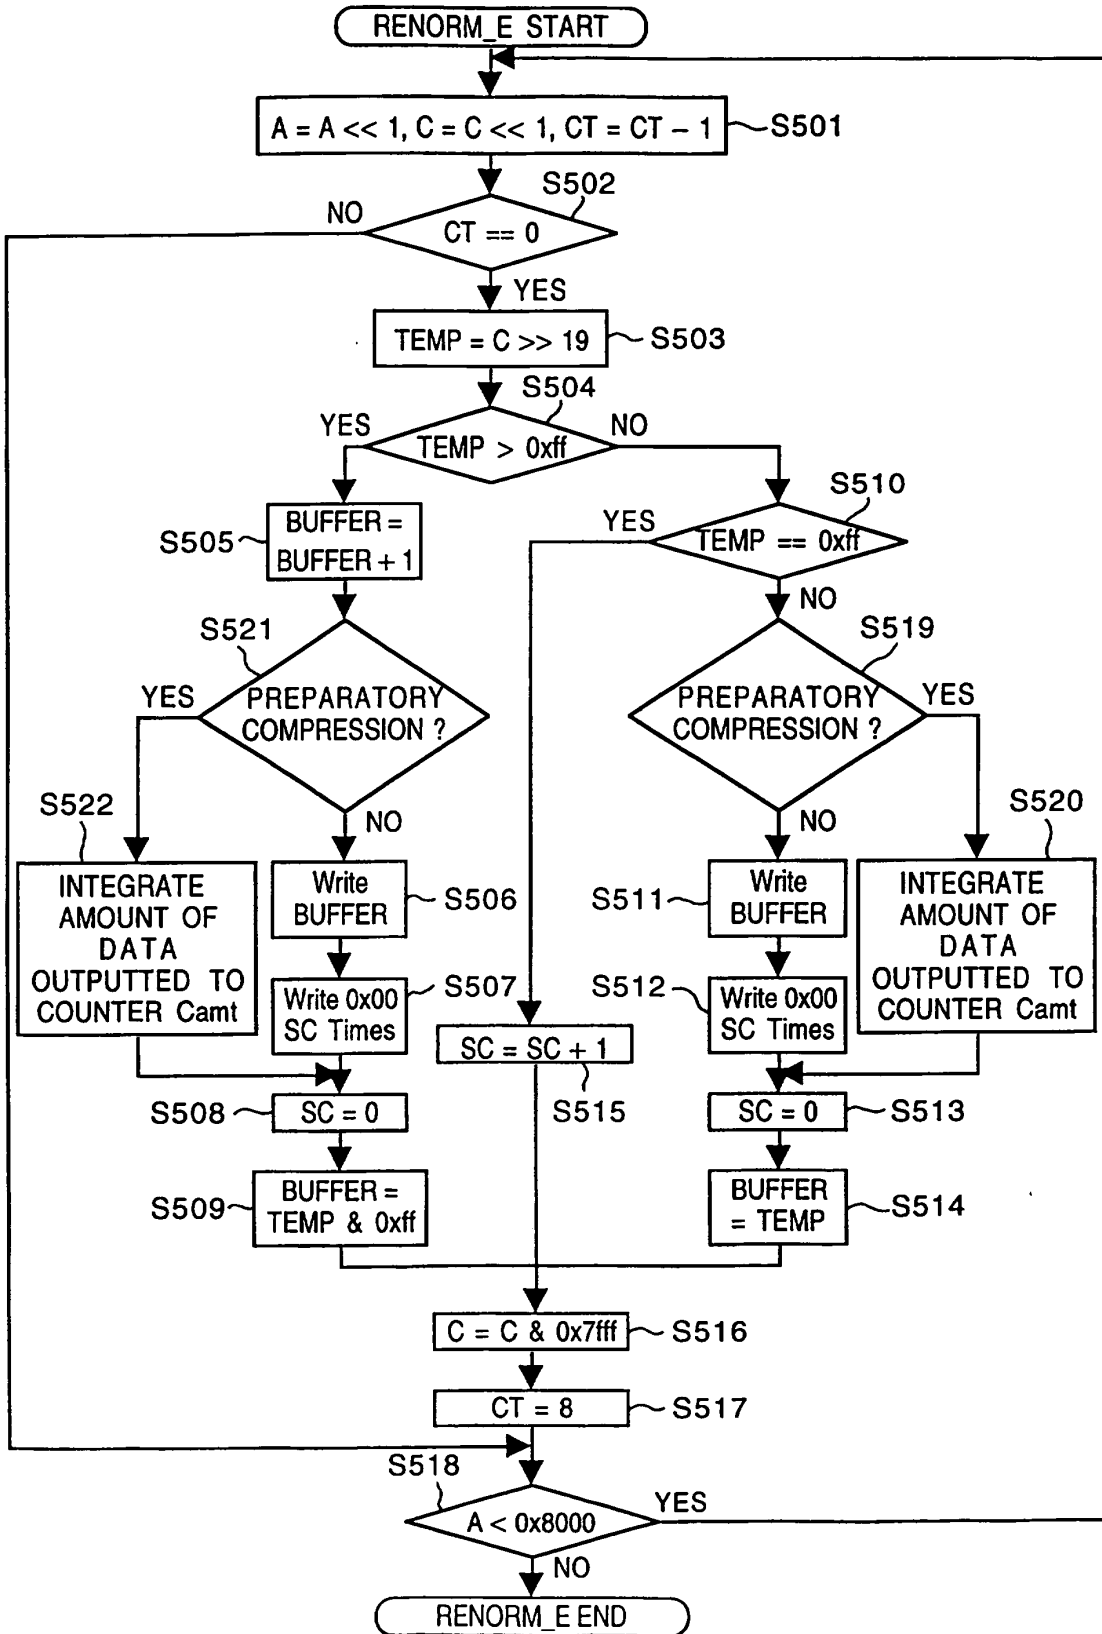 RENORM_E START
A = A << 1, C = C << 1, CT = CT – 1
S501
S502
NO
CT == 0
YES
TEMP = C >> 19
S503
S504
YES
TEMP > 0xff
NO
S510
S505
BUFFER =
BUFFER + 1
YES
TEMP == 0xff
NO
S521
S519
YES
PREPARATORY
COMPRESSION ?
PREPARATORY
COMPRESSION ?
YES
S522
NO
NO
S520
INTEGRATE
AMOUNT OF
DATA
OUTPUTTED TO
COUNTER Camt
Write
BUFFER
S506
S511
Write
BUFFER
INTEGRATE
AMOUNT OF
DATA
OUTPUTTED TO
COUNTER Camt
Write 0x00
SC Times
S507
S512
Write 0x00
SC Times
SC = SC + 1
S515
S508
SC = 0
SC = 0
S513
S509
BUFFER =
TEMP & 0xff
BUFFER
= TEMP
S514
C = C & 0x7fff
S516
CT = 8
S517
S518
A < 0x8000
YES
NO
RENORM_E END